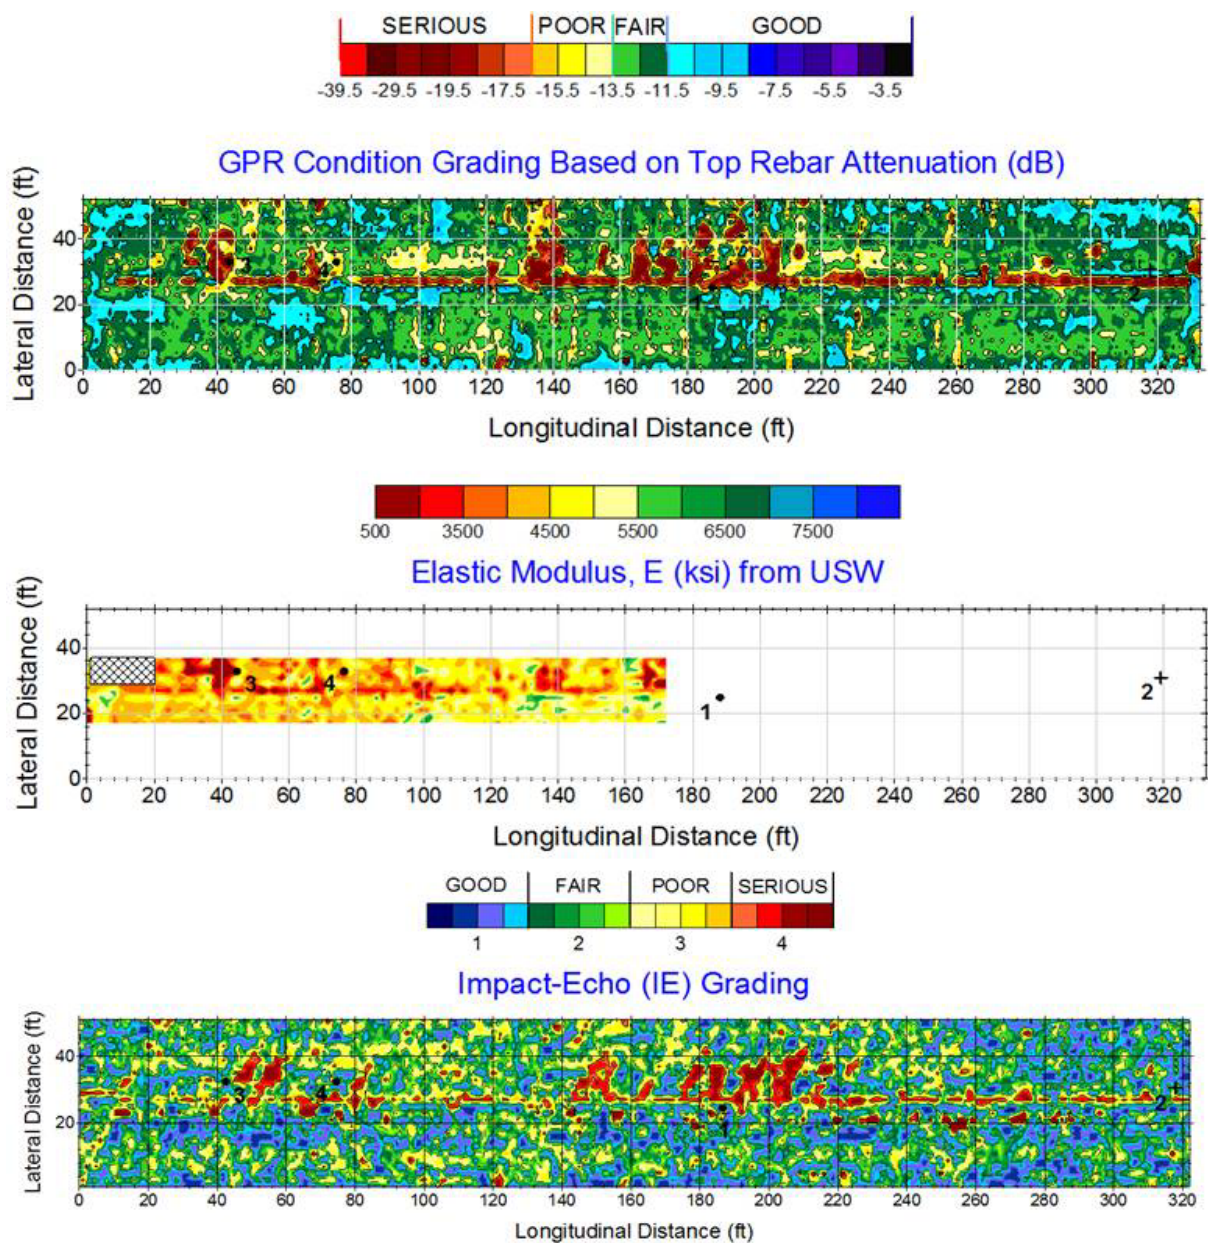 SERIOUS POOR FAIR GOOD
-39.5 -29.5 -19.5 -17.5 -15.5 -13.5 -11.5 -9.5 -7.5 -5.5 -3.5
GPR Condition Grading Based on Top Rebar Attenuation (dB)
Lateral Distance (ft)
40
20
0
3
4
1
2
0 20 40 60 80 100 120 140 160 180 200 220 240 260 280 300 320
Longitudinal Distance (ft)
500 3500 4500 5500 6500 7500
Elastic Modulus, E (ksi) from USW
Lateral Distance (ft)
40
20
0
3
4
1
2
0 20 40 60 80 100 120 140 160 180 200 220 240 260 280 300 320
Longitudinal Distance (ft)
GOOD FAIR POOR SERIOUS
1 2 3 4
Impact-Echo (IE) Grading
Lateral Distance (ft)
40
20
3
4
1
2
0 20 40 60 80 100 120 140 160 180 200 220 240 260 280 300 320
Longitudinal Distance (ft)